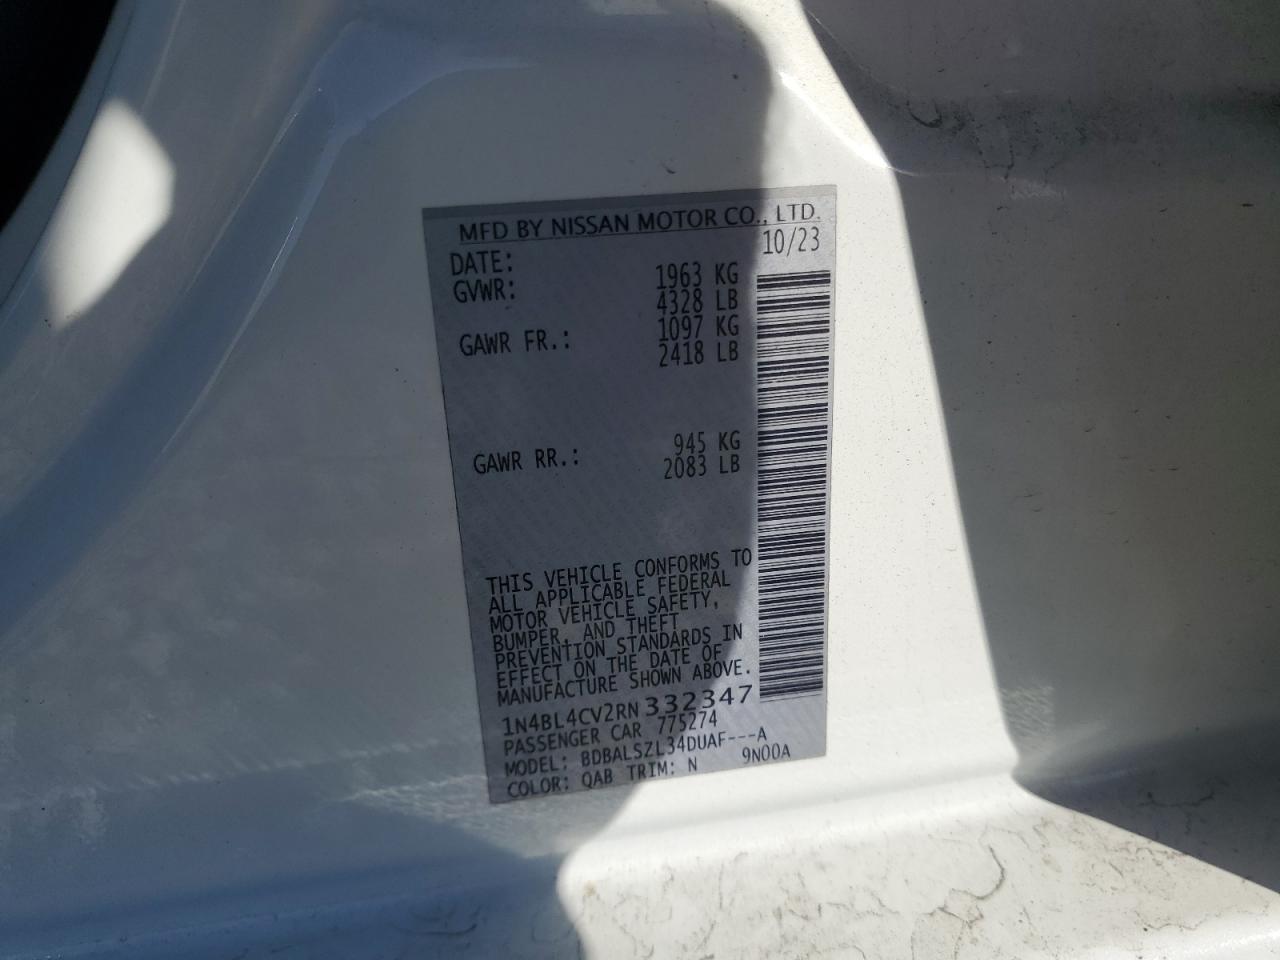 MFD BY NISSAN MOTOR CO., LTD.
DATE: 10/23
GVWR: 1963 KG
4328 LB
GAWR FR.: 1097 KG
2418 LB
GAWR RR.: 945 KG
2083 LB
THIS VEHICLE CONFORMS TO
ALL APPLICABLE FEDERAL
MOTOR VEHICLE SAFETY,
BUMPER, AND THEFT
PREVENTION STANDARDS IN
EFFECT ON THE DATE OF
MANUFACTURE SHOWN ABOVE.
1N4BL4CV2RN332347
PASSENGER CAR 775274
MODEL: BDBALSZL34DUAF---A
COLOR: QAB TRIM: N 9N00A